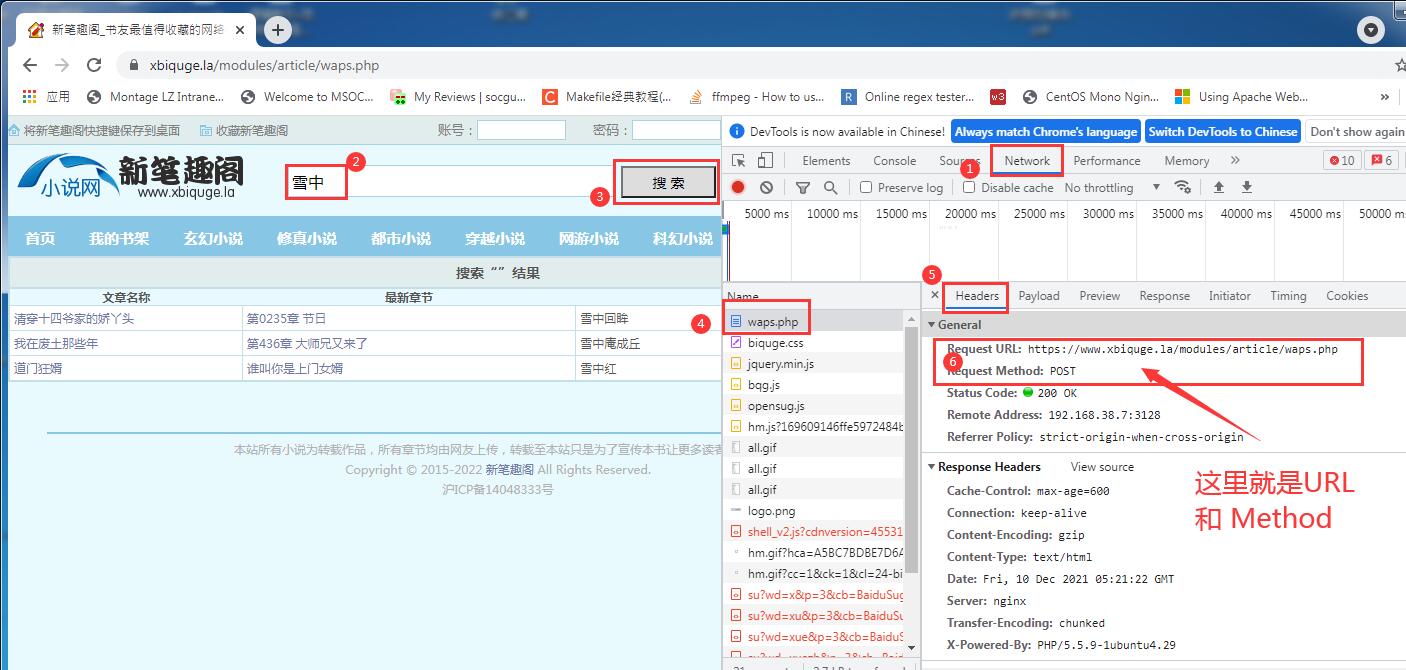 新笔趣阁_书友最值得收藏的网络
xbiquge.la/modules/article/waps.php
应用 Montage LZ Intrane... Welcome to MSOC... My Reviews | socgu... Makefile经典教程(... ffmpeg - How to us... Online regex tester... w3 CentOS Mono Ngin... Using Apache Web... »
将新笔趣阁快捷键保存到桌面 收藏新笔趣阁 账号： 密码：
小说网 新笔趣阁
www.xbiquge.la
雪中 2
3 搜 索
首页 我的书架 玄幻小说 修真小说 都市小说 穿越小说 网游小说 科幻小说
搜索“”结果
文章名称 最新章节
清穿十四爷家的娇丫头 第0235章 节日 雪中回眸
我在废土那些年 第436章 大师兄又来了 雪中庵成丘
道门狂婿 谁叫你是上门女婿 雪中红
本站所有小说为转载作品，所有章节均由网友上传，转载至本站只是为了宣传本书让更多读者
Copyright © 2015-2022 新笔趣阁 All Rights Reserved.
沪ICP备14048333号
DevTools is now available in Chinese! Always match Chrome's language Switch DevTools to Chinese Don't show again
Elements Console Sources 1 Network Performance Memory » 10 6
Preserve log Disable cache No throttling
5000 ms 10000 ms 15000 ms 20000 ms 25000 ms 30000 ms 35000 ms 40000 ms 45000 ms 50000 ms
Name
4 waps.php
biquge.css
jquery.min.js
bqg.js
opensug.js
hm.js?169609146ffe5972484b
all.gif
all.gif
all.gif
logo.png
shell_v2.js?cdnversion=45531
hm.gif?hca=A5BC7BDBE7D6A
hm.gif?cc=1&ck=1&cl=24-bi
su?wd=x&p=3&cb=BaiduSug
su?wd=xu&p=3&cb=BaiduSu
su?wd=xue&p=3&cb=BaiduS
5
× Headers Payload Preview Response Initiator Timing Cookies
General
Request URL: https://www.xbiquge.la/modules/article/waps.php
6 Request Method: POST
Status Code: 200 OK
Remote Address: 192.168.38.7:3128
Referrer Policy: strict-origin-when-cross-origin
Response Headers View source
Cache-Control: max-age=600
Connection: keep-alive
Content-Encoding: gzip
Content-Type: text/html
Date: Fri, 10 Dec 2021 05:21:22 GMT
Server: nginx
Transfer-Encoding: chunked
X-Powered-By: PHP/5.5.9-1ubuntu4.29
这里就是URL
和 Method